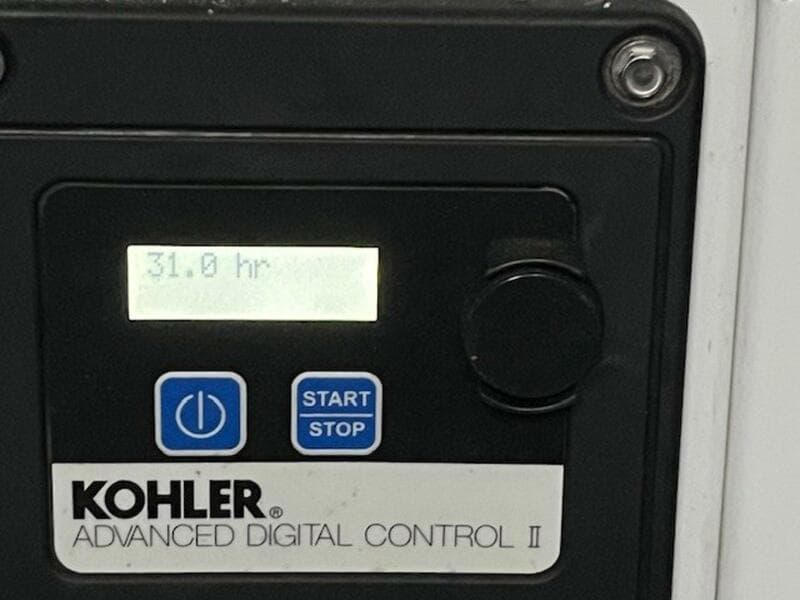 31.0 hr
START
STOP
KOHLER®
ADVANCED DIGITAL CONTROL II